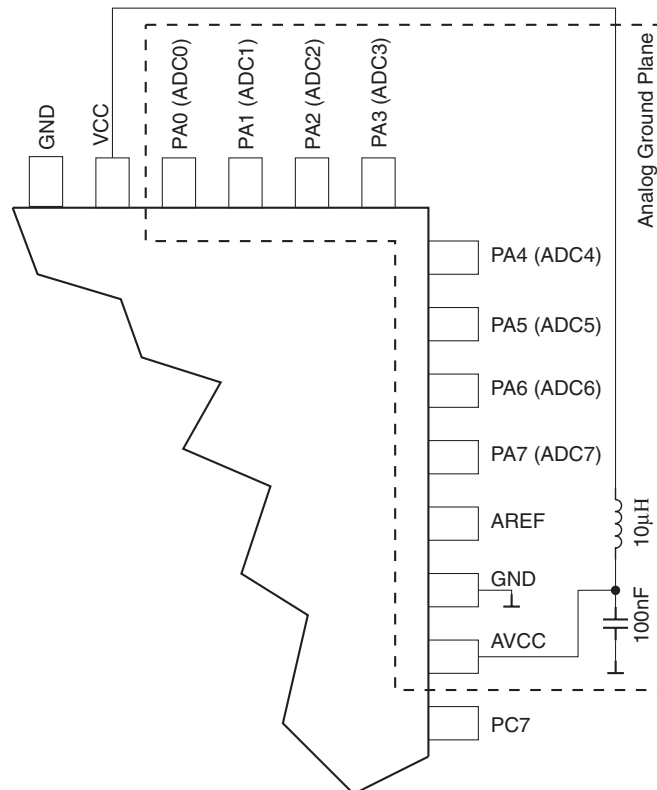 GND
VCC
PA0 (ADC0)
PA1 (ADC1)
PA2 (ADC2)
PA3 (ADC3)
Analog Ground Plane
PA4 (ADC4)
PA5 (ADC5)
PA6 (ADC6)
PA7 (ADC7)
AREF
10μH
GND
AVCC
100nF
PC7